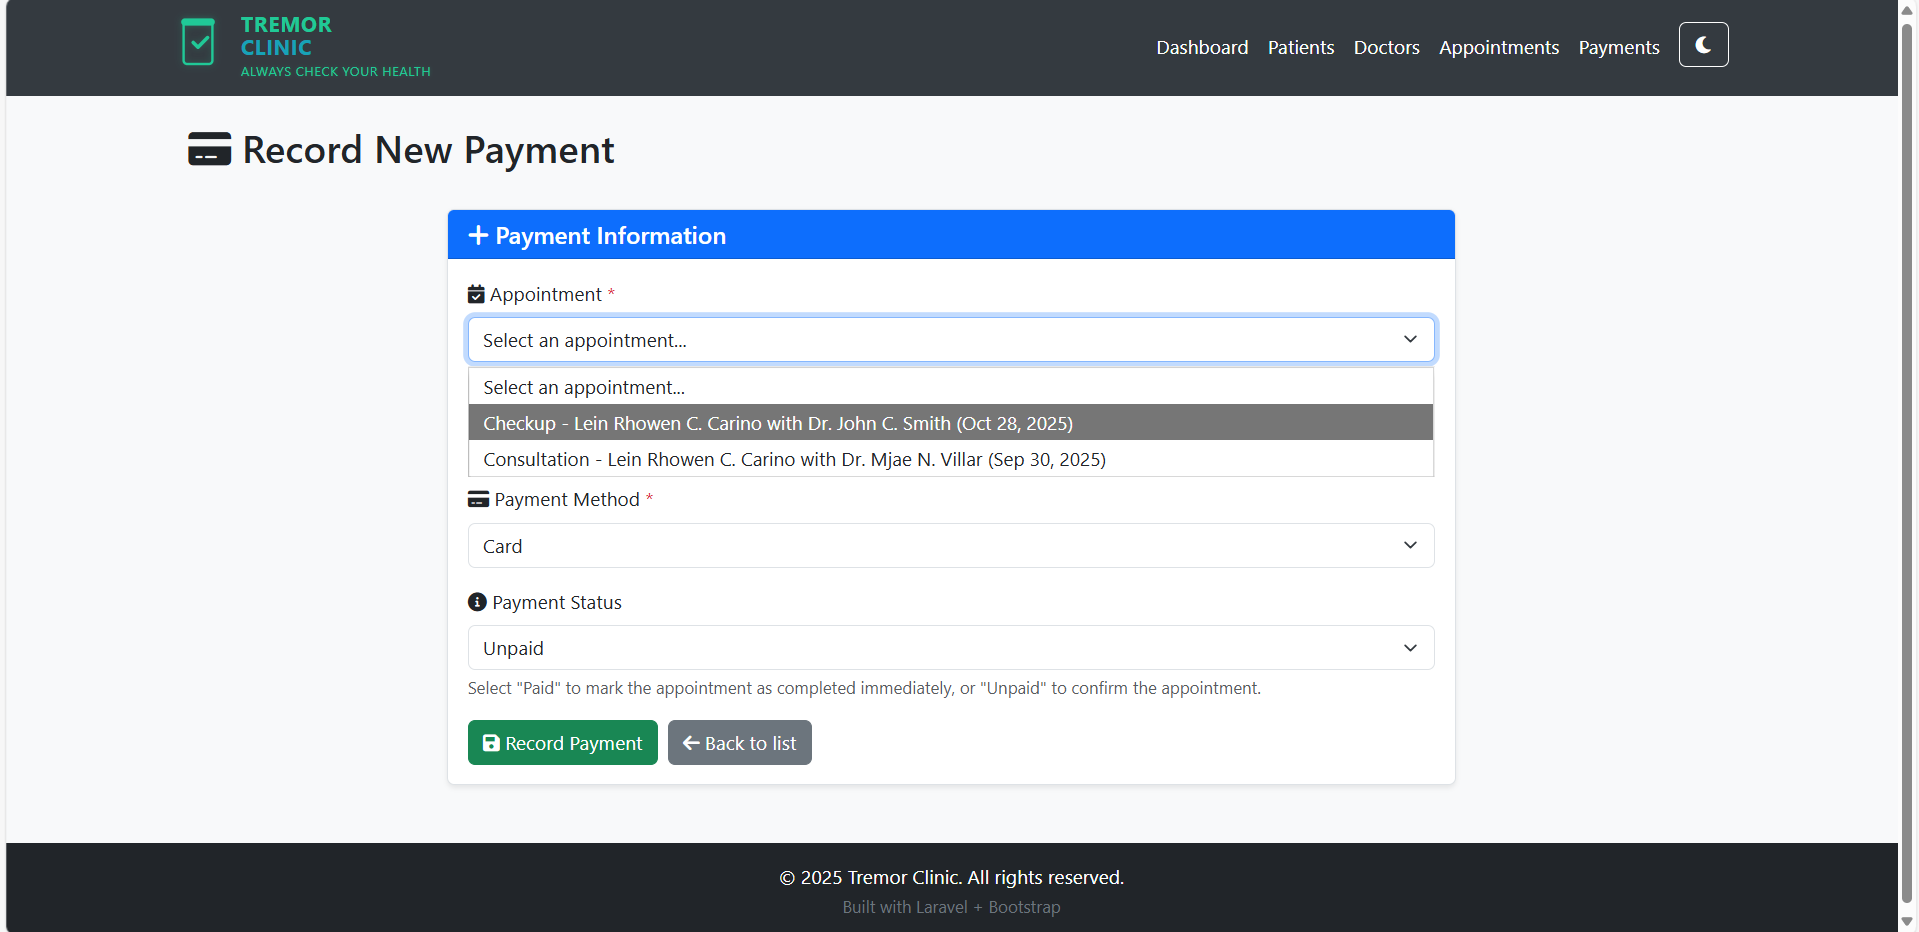 TREMOR
CLINIC
ALWAYS CHECK YOUR HEALTH
Dashboard Patients Doctors Appointments Payments
Record New Payment
Payment Information
Appointment *
Select an appointment...
Select an appointment...
Checkup - Lein Rhowen C. Carino with Dr. John C. Smith (Oct 28, 2025)
Consultation - Lein Rhowen C. Carino with Dr. Mjae N. Villar (Sep 30, 2025)
Payment Method *
Card
Payment Status
Unpaid
Select "Paid" to mark the appointment as completed immediately, or "Unpaid" to confirm the appointment.
Record Payment Back to list
© 2025 Tremor Clinic. All rights reserved.
Built with Laravel + Bootstrap